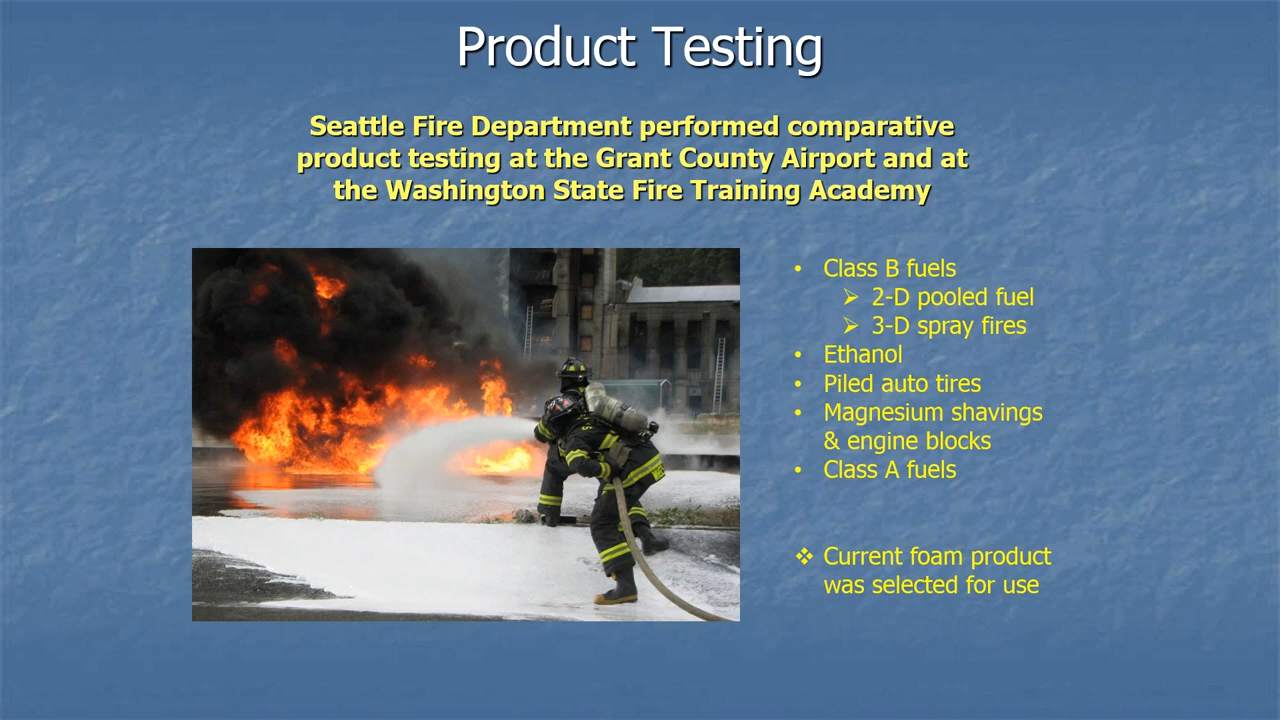 Product Testing
Seattle Fire Department performed comparative
product testing at the Grant County Airport and at
the Washington State Fire Training Academy
• Class B fuels
➢ 2-D pooled fuel
➢ 3-D spray fires
• Ethanol
• Piled auto tires
• Magnesium shavings
& engine blocks
• Class A fuels
❖ Current foam product
was selected for use